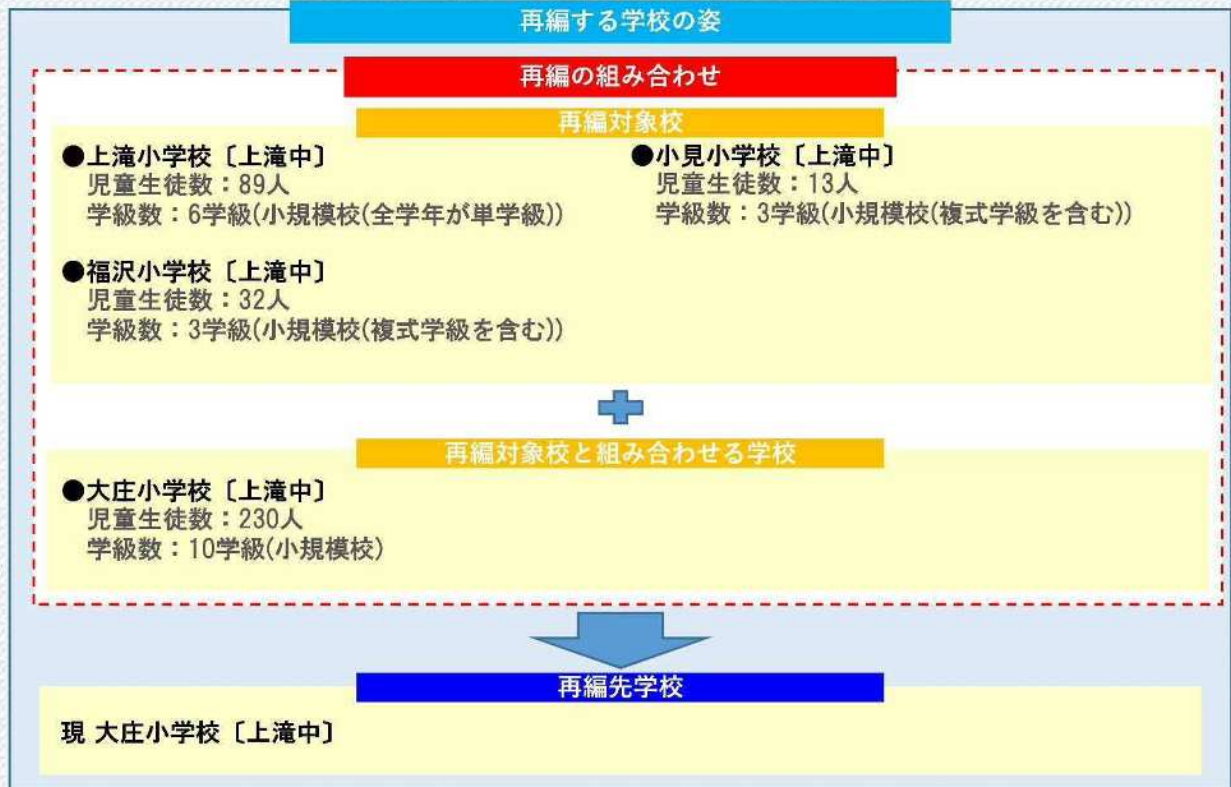 再編する学校の姿
再編の組み合わせ
再編対象校
●上滝小学校〔上滝中〕
児童生徒数：89人
学級数：6学級(小規模校(全学年が単学級))
●小見小学校〔上滝中〕
児童生徒数：13人
学級数：3学級(小規模校(複式学級を含む))
●福沢小学校〔上滝中〕
児童生徒数：32人
学級数：3学級(小規模校(複式学級を含む))
再編対象校と組み合わせる学校
●大庄小学校〔上滝中〕
児童生徒数：230人
学級数：10学級(小規模校)
再編先学校
現 大庄小学校〔上滝中〕